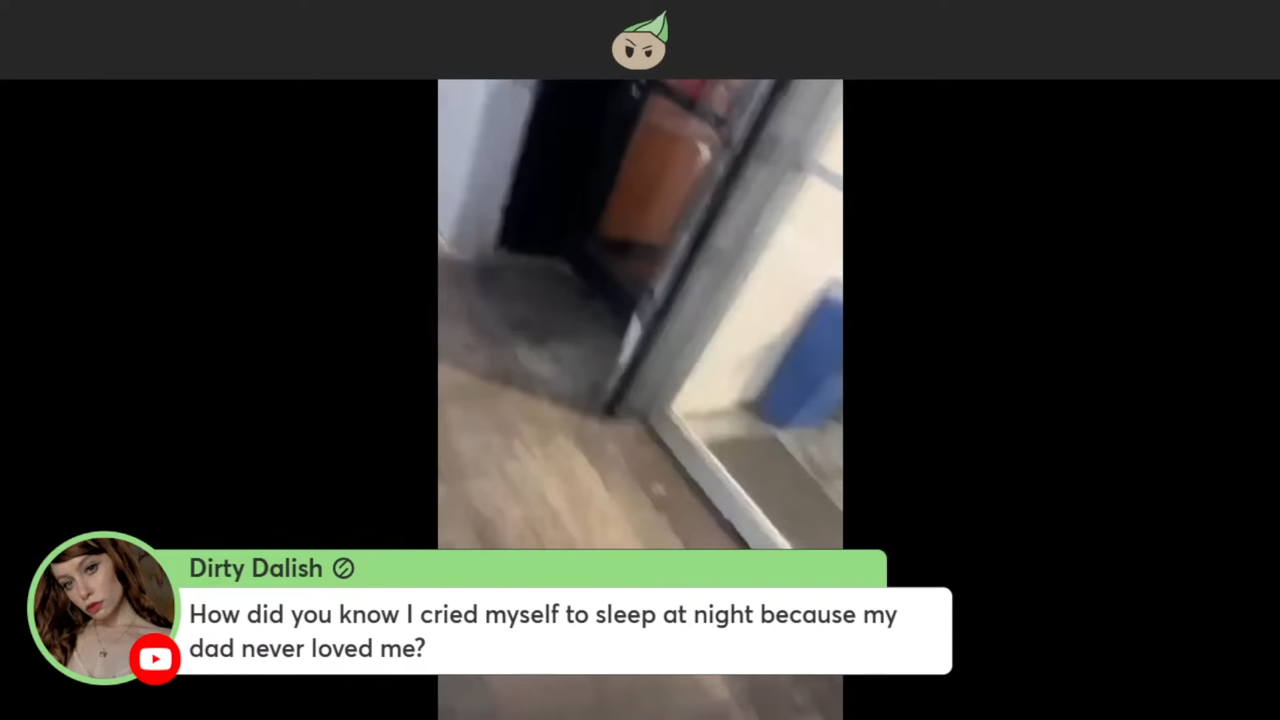 Dirty Dalish
How did you know I cried myself to sleep at night because my
dad never loved me?